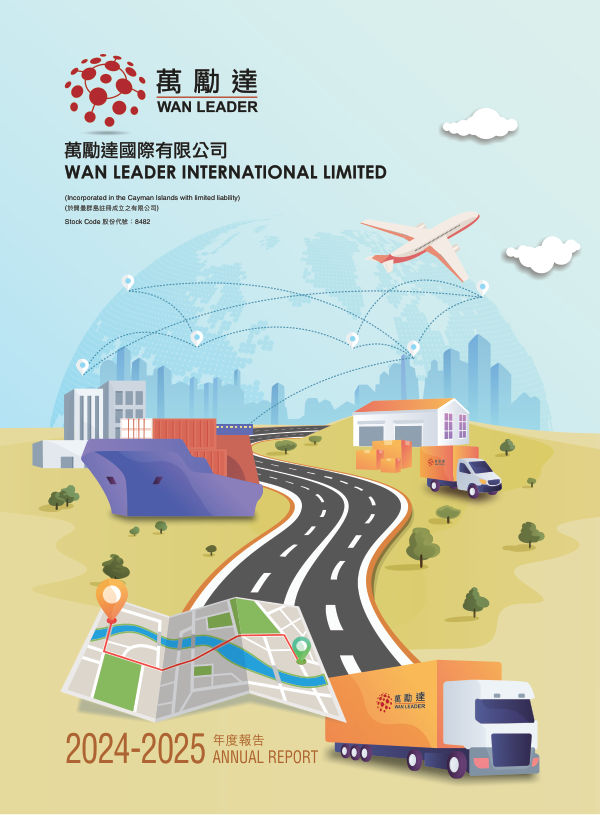 萬勵達
WAN LEADER
萬勵達國際有限公司
WAN LEADER INTERNATIONAL LIMITED
(Incorporated in the Cayman Islands with limited liability)
(於開曼群島註冊成立之有限公司)
Stock Code 股份代號：8482
萬勵達
萬勵達
WAN LEADER
2024-2025 年度報告
ANNUAL REPORT